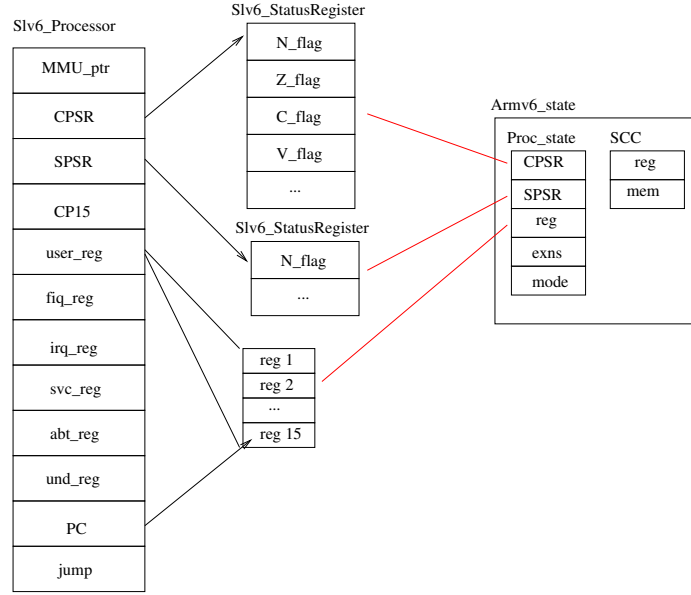 Slv6_Processor
MMU_ptr
CPSR
SPSR
CP15
user_reg
fiq_reg
irq_reg
svc_reg
abt_reg
und_reg
PC
jump
Slv6_StatusRegister
N_flag
Z_flag
C_flag
V_flag
...
Slv6_StatusRegister
N_flag
...
reg 1
reg 2
...
reg 15
Armv6_state
Proc_state
CPSR
SPSR
reg
exns
mode
SCC
reg
mem